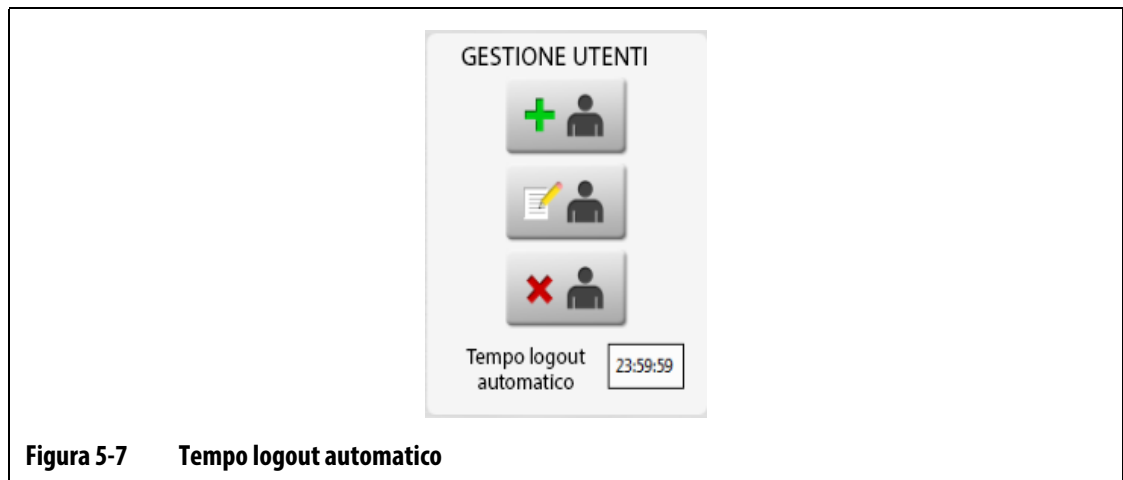 GESTIONE UTENTI
Tempo logout
automatico
23:59:59
Figura 5-7 Tempo logout automatico